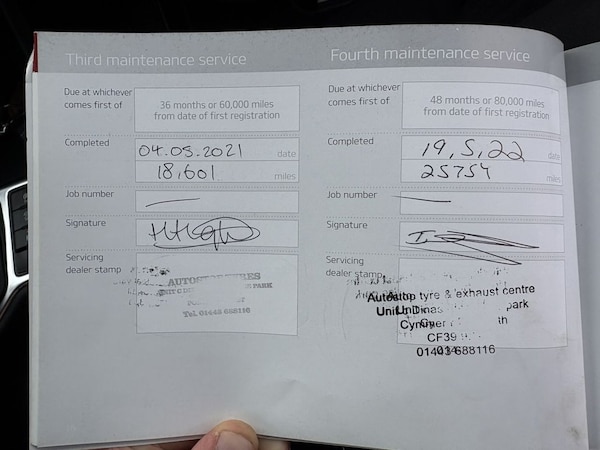 Third maintenance service
Due at whichever
comes first of
36 months or 60,000 miles
from date of first registration
Completed
04.05.2021
date
18,601
miles
Job number
Signature
Servicing
dealer stamp
PARK
Tel. 01443 688116
Fourth maintenance service
Due at whichever
comes first of
48 months or 80,000 miles
from date of first registration
Completed
19,5,22
date
25754
miles
Job number
Signature
Servicing
dealer stamp
tyre & exhaust centre
Unit Dinas park
CF39
01443 688116